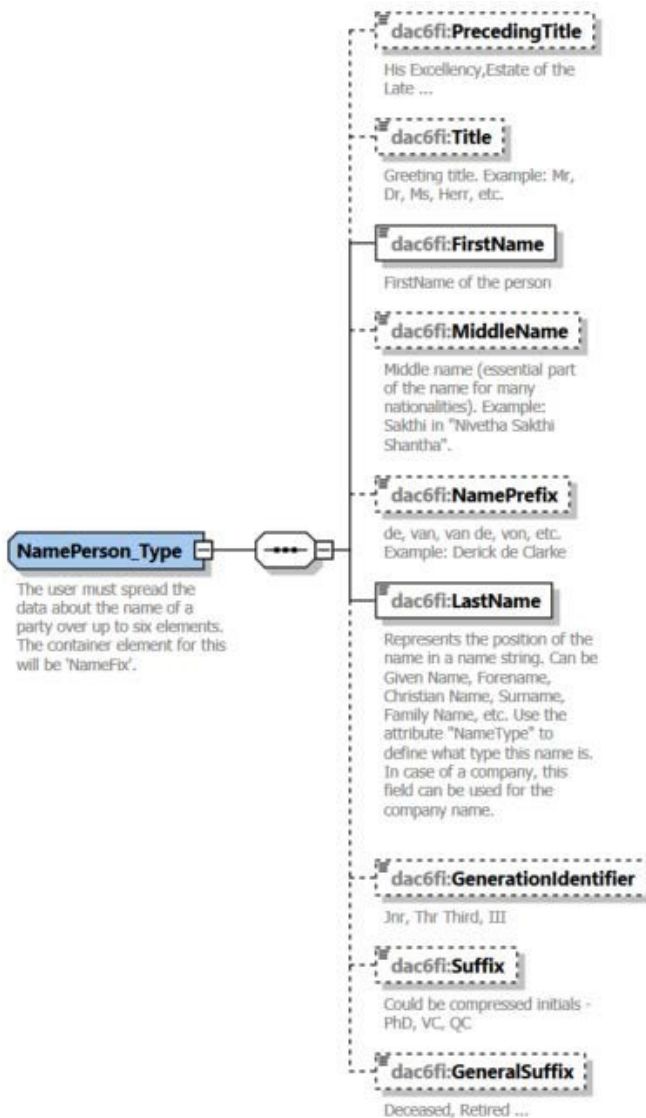 dac6fi:PrecedingTitle
His Excellency,Estate of the
Late ...
dac6fi:Title
Greeting title. Example: Mr,
Dr, Ms, Herr, etc.
dac6fi:FirstName
FirstName of the person
dac6fi:MiddleName
Middle name (essential part
of the name for many
nationalities). Example:
Sakthi in "Nivetha Sakthi
Shantha".
dac6fi:NamePrefix
de, van, van de, von, etc.
Example: Derick de Clarke
NamePerson_Type
The user must spread the
data about the name of a
party over up to six elements.
The container element for this
will be 'NameFix'.
dac6fi:LastName
Represents the position of the
name in a name string. Can be
Given Name, Forename,
Christian Name, Surname,
Family Name, etc. Use the
attribute "NameType" to
define what type this name is.
In case of a company, this
field can be used for the
company name.
dac6fi:GenerationIdentifier
Jnr, Thr Third, III
dac6fi:Suffix
Could be compressed initials -
PhD, VC, QC
dac6fi:GeneralSuffix
Deceased, Retired ...